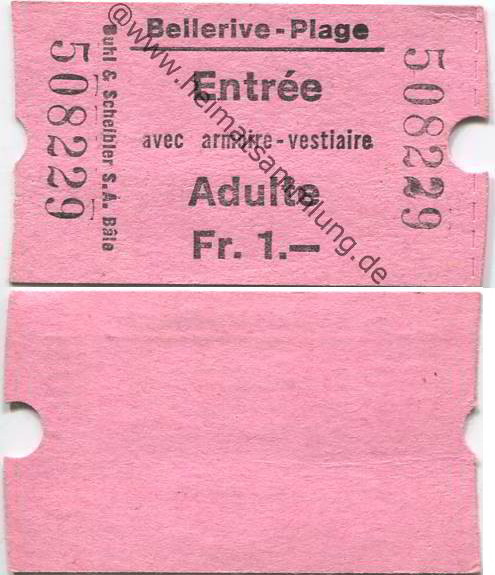 Bellerive-Plage
Entrée
avec armoire-vestiaire
Adulte
Fr. 1.—
508229
Buhl & Scheibler S.A. Bâle
508229
@www.heimatsammlung.de